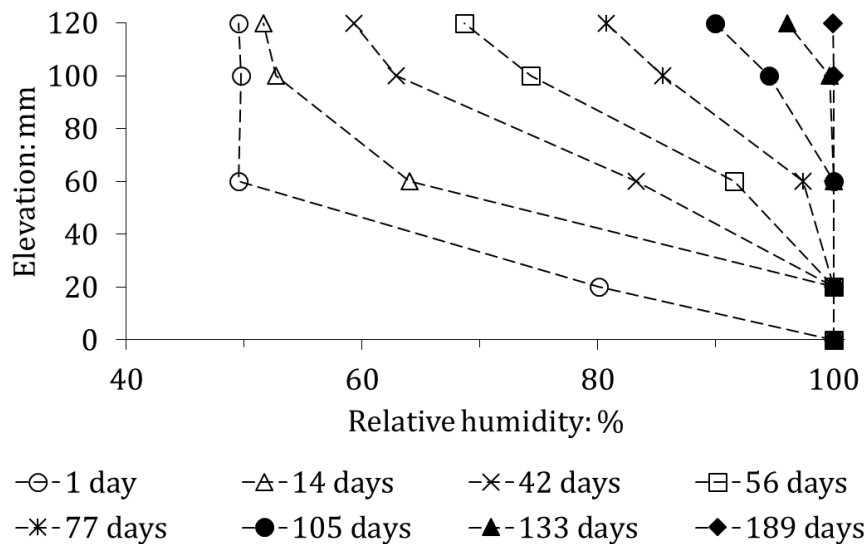 120
100
80
60
40
20
0
Elevation: mm
40 60 80 100
Relative humidity: %
1 day 14 days 42 days 56 days
77 days 105 days 133 days 189 days